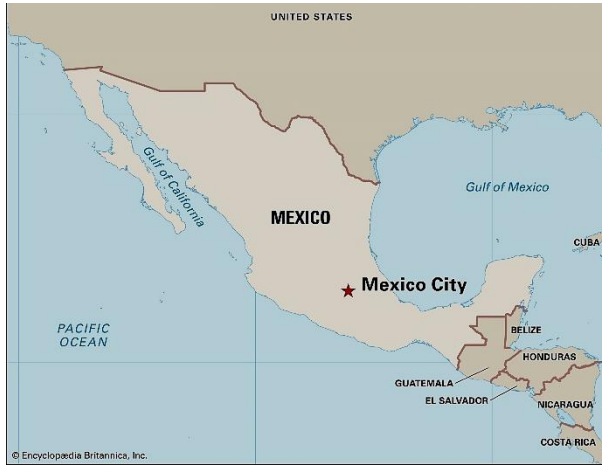 UNITED STATES
Gulf of California
Gulf of Mexico
MEXICO
CUBA
Mexico City
PACIFIC
OCEAN
BELIZE
HONDURAS
GUATEMALA
EL SALVADOR
NICARAGUA
COSTA RICA
© Encyclopædia Britannica, Inc.